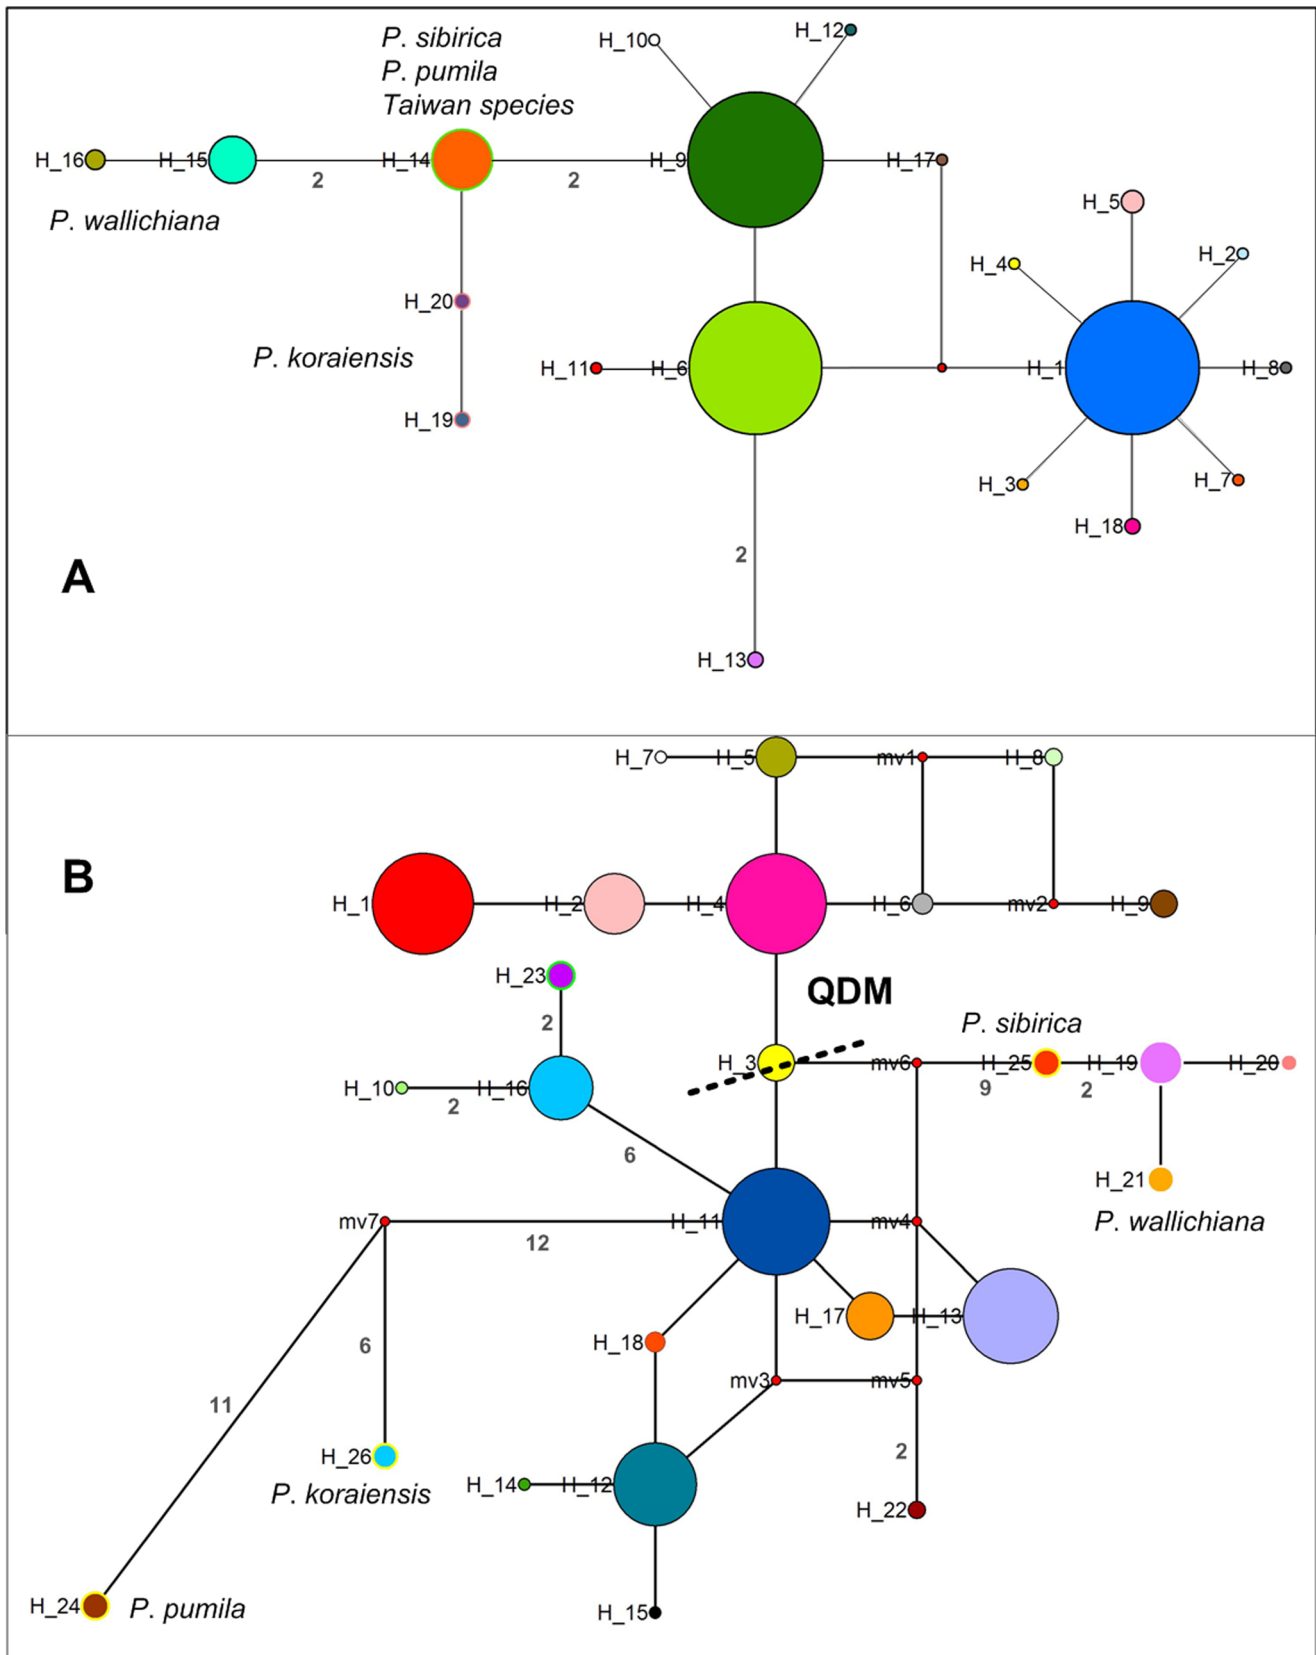 P. sibirica
P. pumila
Taiwan species
H_10
H_12
H_16
H_15
2
H_14
2
H_9
H_17
P. wallichiana
H_5
H_4
H_2
H_20
P. koraiensis
H_11
H_6
H_1
H_8
H_19
H_3
H_7
H_18
2
A
H_13
H_7
H_5
mv1
H_8
B
H_1
H_2
H_4
H_6
mv2
H_9
H_23
QDM
2
P. sibirica
H_3
mv6
H_25
H_19
H_20
9
2
H_10
H_16
2
6
H_21
P. wallichiana
mv7
H_11
mv4
12
H_17
H_13
6
H_18
mv3
mv5
11
2
H_26
P. koraiensis
H_14
H_12
H_22
H_24
P. pumila
H_15